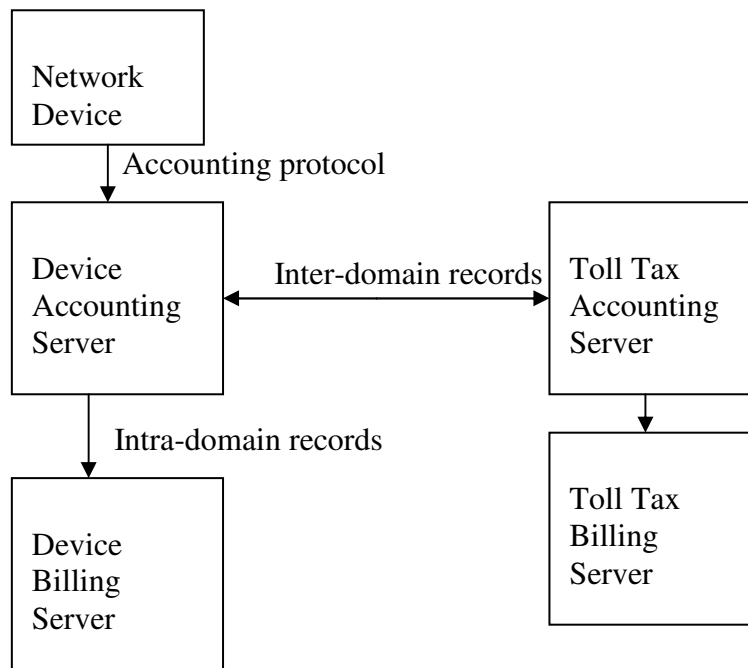 Network
Device
Accounting protocol
Device
Accounting
Server
Inter-domain records
Toll Tax
Accounting
Server
Intra-domain records
Device
Billing
Server
Toll Tax
Billing
Server